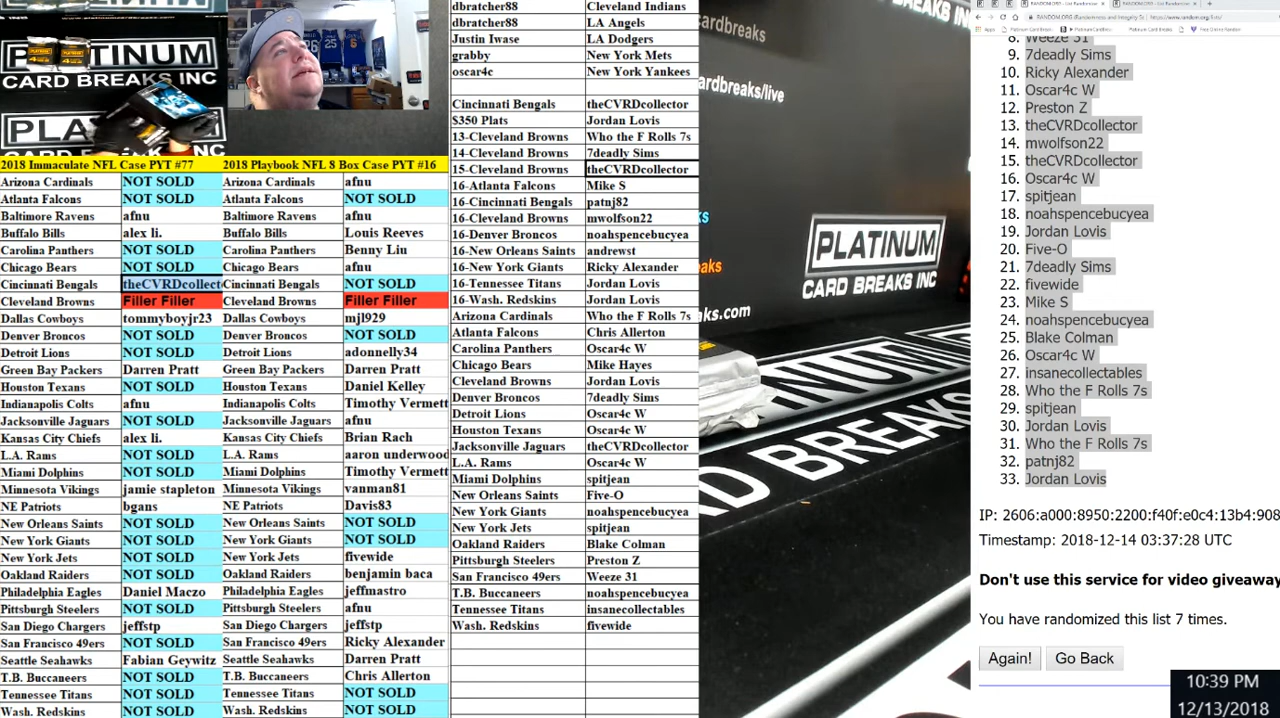 PLATINUM
CARD BREAKS INC
2018 Immaculate NFL Case PYT #77 2018 Playbook NFL 8 Box Case PYT #16
Arizona Cardinals NOT SOLD Arizona Cardinals afnu
Atlanta Falcons NOT SOLD Atlanta Falcons NOT SOLD
Baltimore Ravens afnu Baltimore Ravens afnu
Buffalo Bills alex li. Buffalo Bills Louis Reeves
Carolina Panthers NOT SOLD Carolina Panthers Benny Liu
Chicago Bears NOT SOLD Chicago Bears afnu
Cincinnati Bengals theCVRDcollect Cincinnati Bengals NOT SOLD
Cleveland Browns Filler Filler Cleveland Browns Filler Filler
Dallas Cowboys tommyboyjr23 Dallas Cowboys mjl929
Denver Broncos NOT SOLD Denver Broncos NOT SOLD
Detroit Lions NOT SOLD Detroit Lions adonnelly34
Green Bay Packers Darren Pratt Green Bay Packers Darren Pratt
Houston Texans NOT SOLD Houston Texans Daniel Kelley
Indianapolis Colts afnu Indianapolis Colts Timothy Vermett
Jacksonville Jaguars NOT SOLD Jacksonville Jaguars afnu
Kansas City Chiefs alex li. Kansas City Chiefs Brian Rach
L.A. Rams NOT SOLD L.A. Rams aaron underwood
Miami Dolphins NOT SOLD Miami Dolphins Timothy Vermett
Minnesota Vikings jamie stapleton Minnesota Vikings vanman81
NE Patriots bgans NE Patriots Davis83
New Orleans Saints NOT SOLD New Orleans Saints NOT SOLD
New York Giants NOT SOLD New York Giants NOT SOLD
New York Jets NOT SOLD New York Jets fivewide
Oakland Raiders NOT SOLD Oakland Raiders benjamin baca
Philadelphia Eagles Daniel Maczo Philadelphia Eagles jeffmastro
Pittsburgh Steelers NOT SOLD Pittsburgh Steelers afnu
San Diego Chargers jeffstp San Diego Chargers jeffstp
San Francisco 49ers NOT SOLD San Francisco 49ers Ricky Alexander
Seattle Seahawks Fabian Geywitz Seattle Seahawks Darren Pratt
T.B. Buccaneers NOT SOLD T.B. Buccaneers Chris Allerton
Tennessee Titans NOT SOLD Tennessee Titans NOT SOLD
Wash. Redskins NOT SOLD Wash. Redskins NOT SOLD
dbratcher88 Cleveland Indians
dbratcher88 LA Angels
Justin Frase LA Dodgers
grabby New York Mets
oscar4c New York Yankees
Cincinnati Bengals theCVRDcollector
$350 Plats Jordan Lovis
13-Cleveland Browns Who the F Rolls 7s
14-Cleveland Browns 7deadly Sims
15-Cleveland Browns theCVRDcollector
16-Atlanta Falcons Mike S
16-Cincinnati Bengals patnj82
16-Cleveland Browns mwolfson22
16-Denver Broncos noahspencebucyea
16-New Orleans Saints andrewst
16-New York Giants Ricky Alexander
16-Tennessee Titans Jordan Lovis
16-Wash. Redskins Jordan Lovis
Arizona Cardinals Who the F Rolls 7s
Atlanta Falcons Chris Allerton
Carolina Panthers Oscar4c W
Chicago Bears Mike Hayes
Cleveland Browns Jordan Lovis
Denver Broncos 7deadly Sims
Detroit Lions Oscar4c W
Houston Texans Oscar4c W
Jacksonville Jaguars theCVRDcollector
L.A. Rams Oscar4c W
Miami Dolphins spitjean
New Orleans Saints Five-O
New York Giants noahspencebucyea
New York Jets spitjean
Oakland Raiders Blake Colman
Pittsburgh Steelers Preston Z
San Francisco 49ers Weeze 31
T.B. Buccaneers noahspencebucyea
Tennessee Titans insanecollectables
Wash. Redskins fivewide
ardbreaks
ardbreaks/live
ks
aks
ks.com
PLATINUM
CARD BREAKS INC
Weeze 31
9. 7deadly Sims
10. Ricky Alexander
11. Oscar4c W
12. Preston Z
13. theCVRDcollector
14. mwolfson22
15. theCVRDcollector
16. Oscar4c W
17. spitjean
18. noahspencebucyea
19. Jordan Lovis
20. Five-O
21. 7deadly Sims
22. fivewide
23. Mike S
24. noahspencebucyea
25. Blake Colman
26. Oscar4c W
27. insanecollectables
28. Who the F Rolls 7s
29. spitjean
30. Jordan Lovis
31. Who the F Rolls 7s
32. patnj82
33. Jordan Lovis
IP: 2606:a000:8950:2200:f40f:e0c4:13b4:908
Timestamp: 2018-12-14 03:37:28 UTC
Don't use this service for video giveaway
You have randomized this list 7 times.
Again! Go Back
10:39 PM
12/13/2018